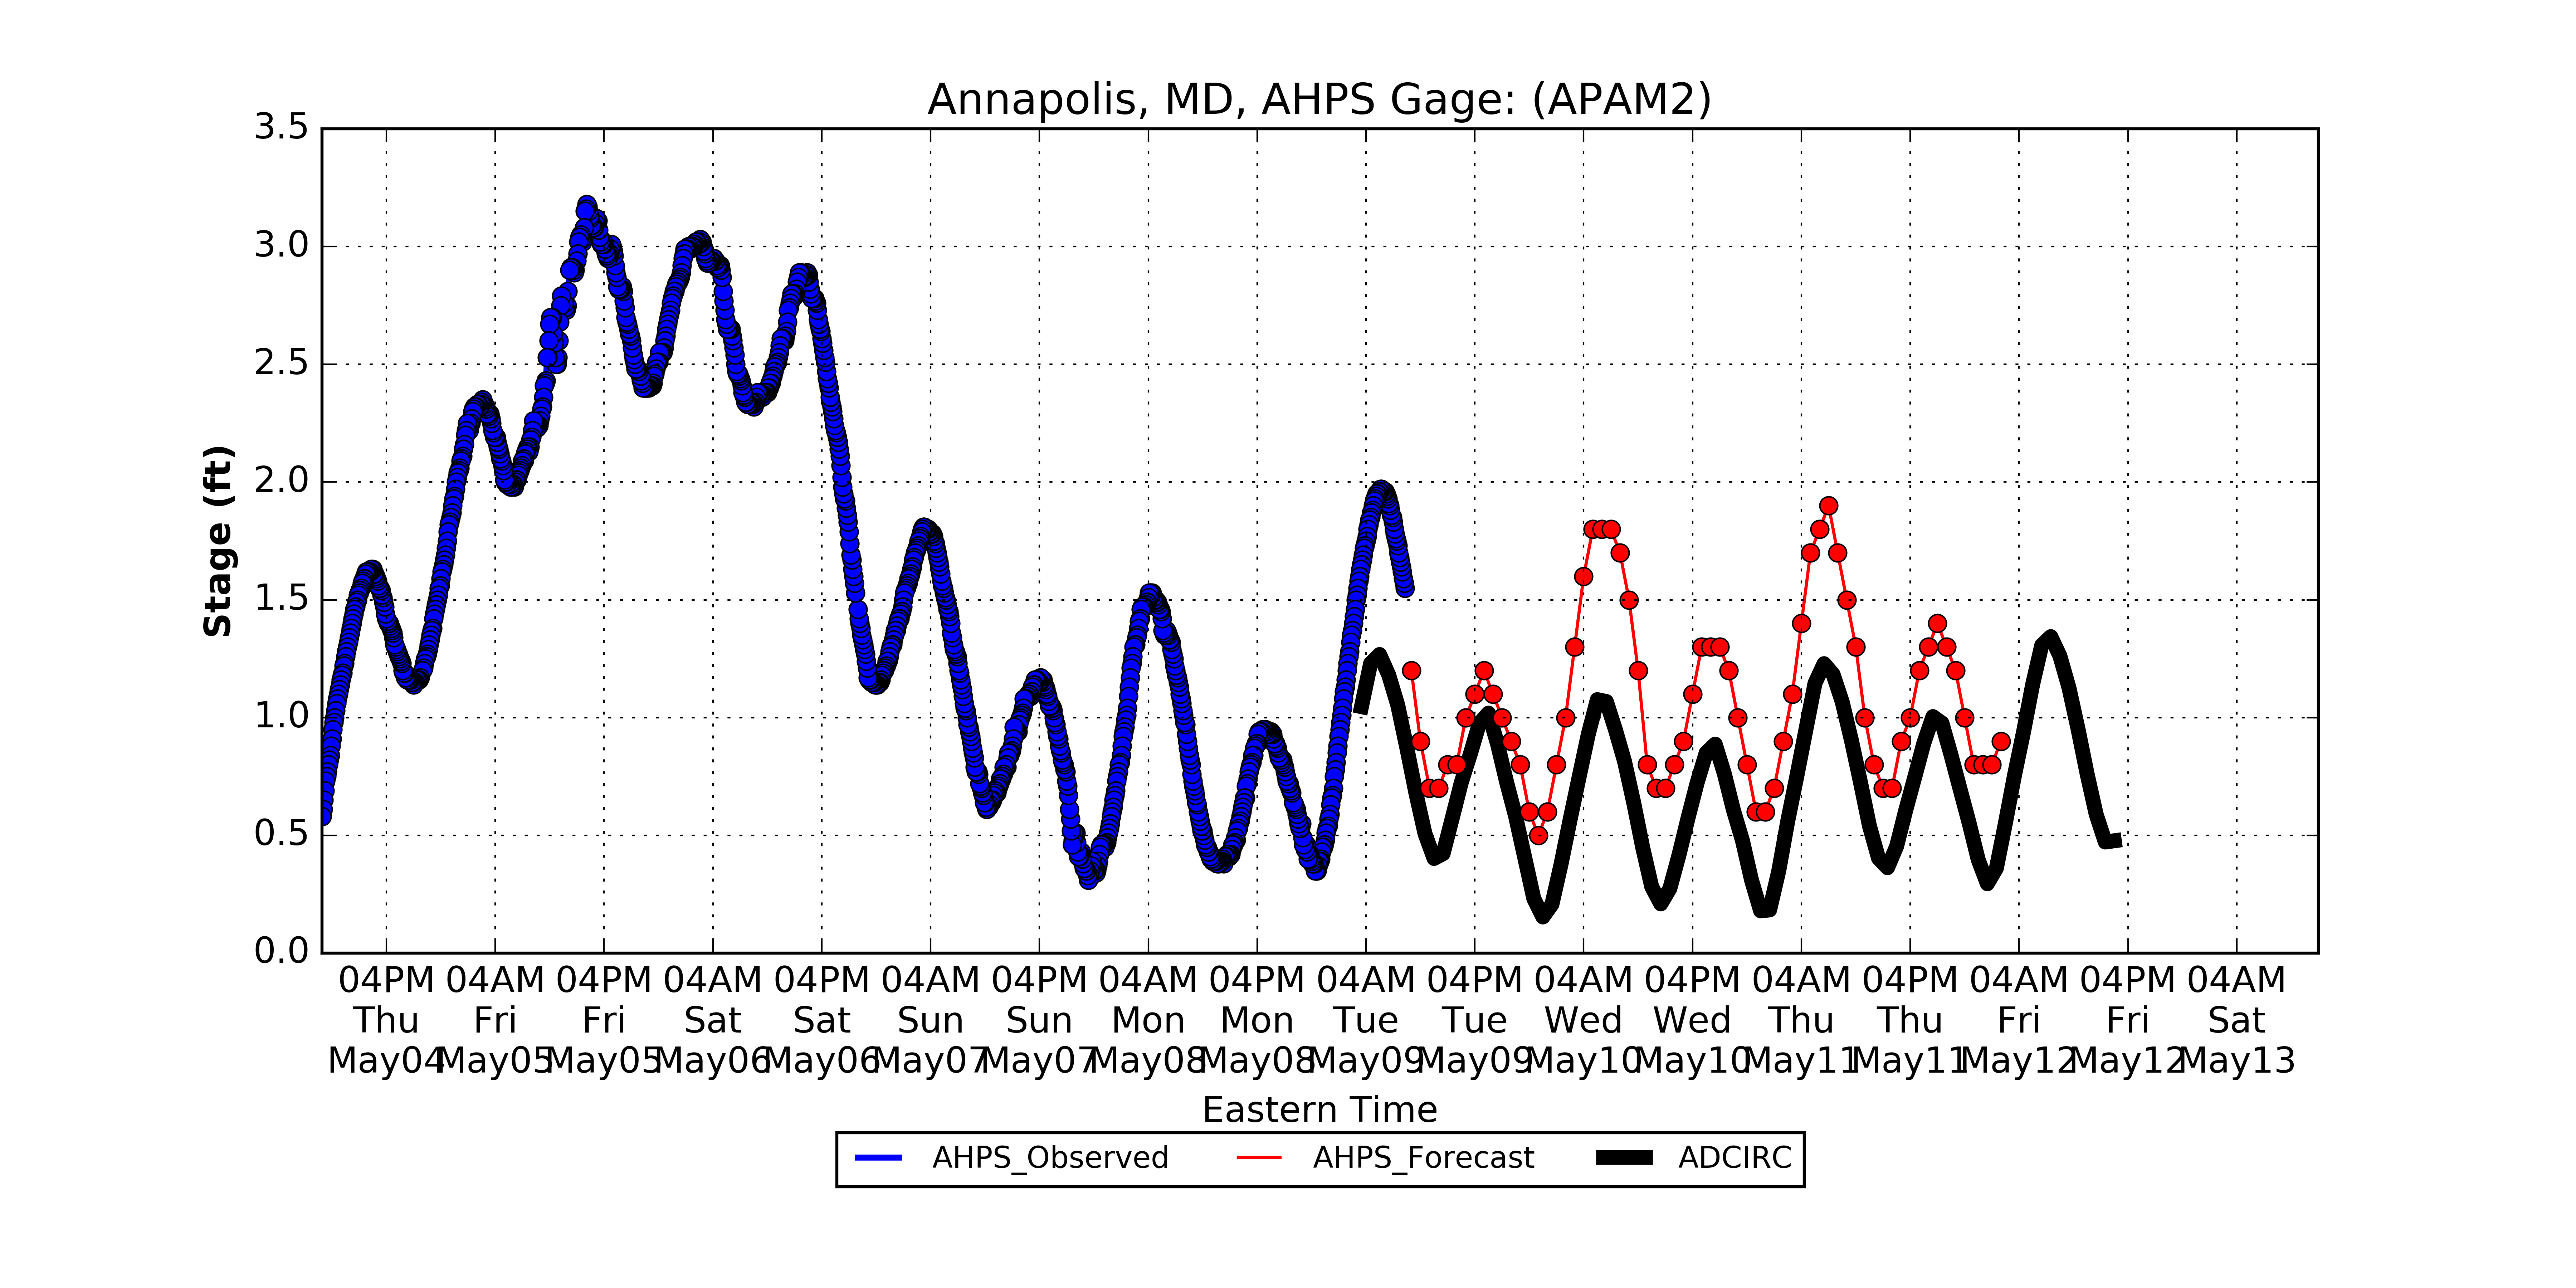 Annapolis, MD, AHPS Gage: (APAM2)
3.5
3.0
2.5
2.0
1.5
1.0
0.5
0.0
Stage (ft)
04PM 04AM 04PM 04AM 04PM 04AM 04PM 04AM 04PM 04AM 04PM 04AM 04PM 04AM 04PM 04AM 04PM 04AM
Thu Fri Fri Sat Sat Sun Sun Mon Mon Tue Tue Wed Wed Thu Thu Fri Fri Sat
May04 May05 May05 May06 May06 May07 May07 May08 May08 May09 May09 May10 May10 May11 May11 May12 May12 May13
Eastern Time
AHPS_Observed AHPS_Forecast ADCIRC